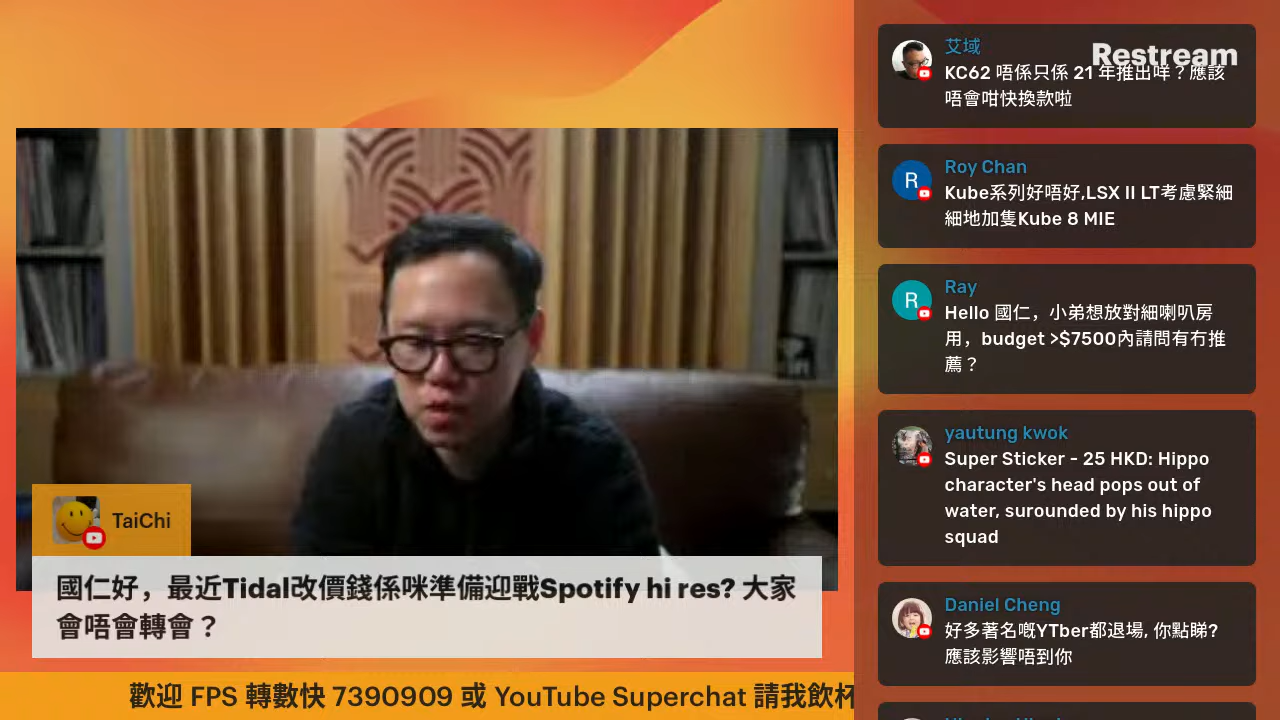 TaiChi
國仁好，最近Tidal改價錢係咪準備迎戰Spotify hi res? 大家
會唔會轉會？
歡迎 FPS 轉數快 7390909 或 YouTube Superchat 請我飲杯
Restream
艾域
KC62 唔係只係 21 年推出咩？應該
唔會咁快換款啦
R
Roy Chan
Kube系列好唔好,LSX II LT考慮緊細
細地加隻Kube 8 MIE
R
Ray
Hello 國仁，小弟想放對細喇叭房
用，budget >$7500內請問有冇推
薦？
yautung kwok
Super Sticker - 25 HKD: Hippo
character's head pops out of
water, surounded by his hippo
squad
Daniel Cheng
好多著名嘅YTber都退場, 你點睇?
應該影響唔到你